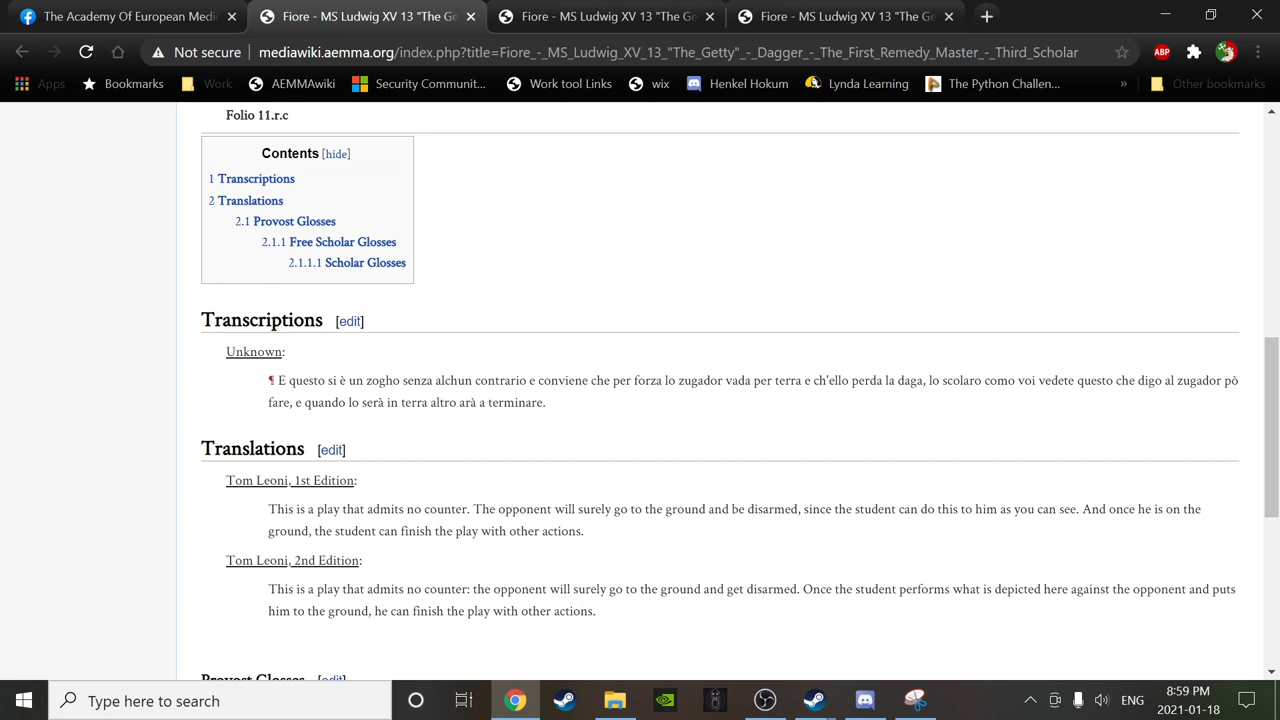 The Academy Of European Medi
Fiore - MS Ludwig XV 13 "The Ge
Fiore - MS Ludwig XV 13 "The Ge
Fiore - MS Ludwig XV 13 "The Ge
Not secure
mediawiki.aemma.org/index.php?title=Fiore_-_MS_Ludwig_XV_13_"The_Getty"_-_Dagger_-_The_First_Remedy_Master_-_Third_Scholar
ABP
Apps
Bookmarks
Work
AEMMAwiki
Security Communit...
Work tool Links
wix
Henkel Hokum
Lynda Learning
The Python Challen...
»
Other bookmarks
Folio 11.r.c
Contents [hide]
1 Transcriptions
2 Translations
2.1 Provost Glosses
2.1.1 Free Scholar Glosses
2.1.1.1 Scholar Glosses
Transcriptions [edit]
Unknown:
¶ E questo si è un zogho senza alchun contrario e conviene che per forza lo zugador vada per terra e ch'ello perda la daga, lo scolaro como voi vedete questo che digo al zugador pò
fare, e quando lo serà in terra altro arà a terminare.
Translations [edit]
Tom Leoni, 1st Edition:
This is a play that admits no counter. The opponent will surely go to the ground and be disarmed, since the student can do this to him as you can see. And once he is on the
ground, the student can finish the play with other actions.
Tom Leoni, 2nd Edition:
This is a play that admits no counter: the opponent will surely go to the ground and get disarmed. Once the student performs what is depicted here against the opponent and puts
him to the ground, he can finish the play with other actions.
Provost Glosses [edit]
Type here to search
ENG
8:59 PM
2021-01-18